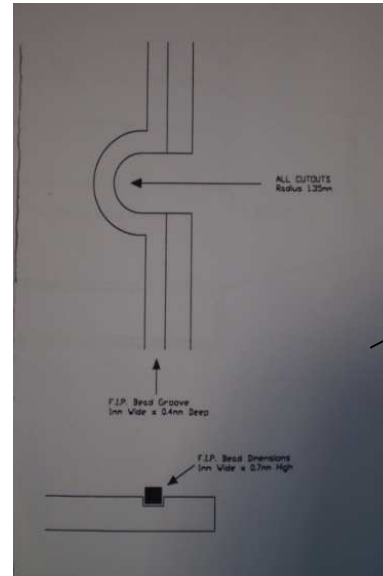 ALL CUTOUTS
Radius 1.35mm
F.I.P. Bead Groove
1mm Wide x 0.4mm Deep
F.I.P. Bead Dimensions
1mm Wide x 0.7mm High